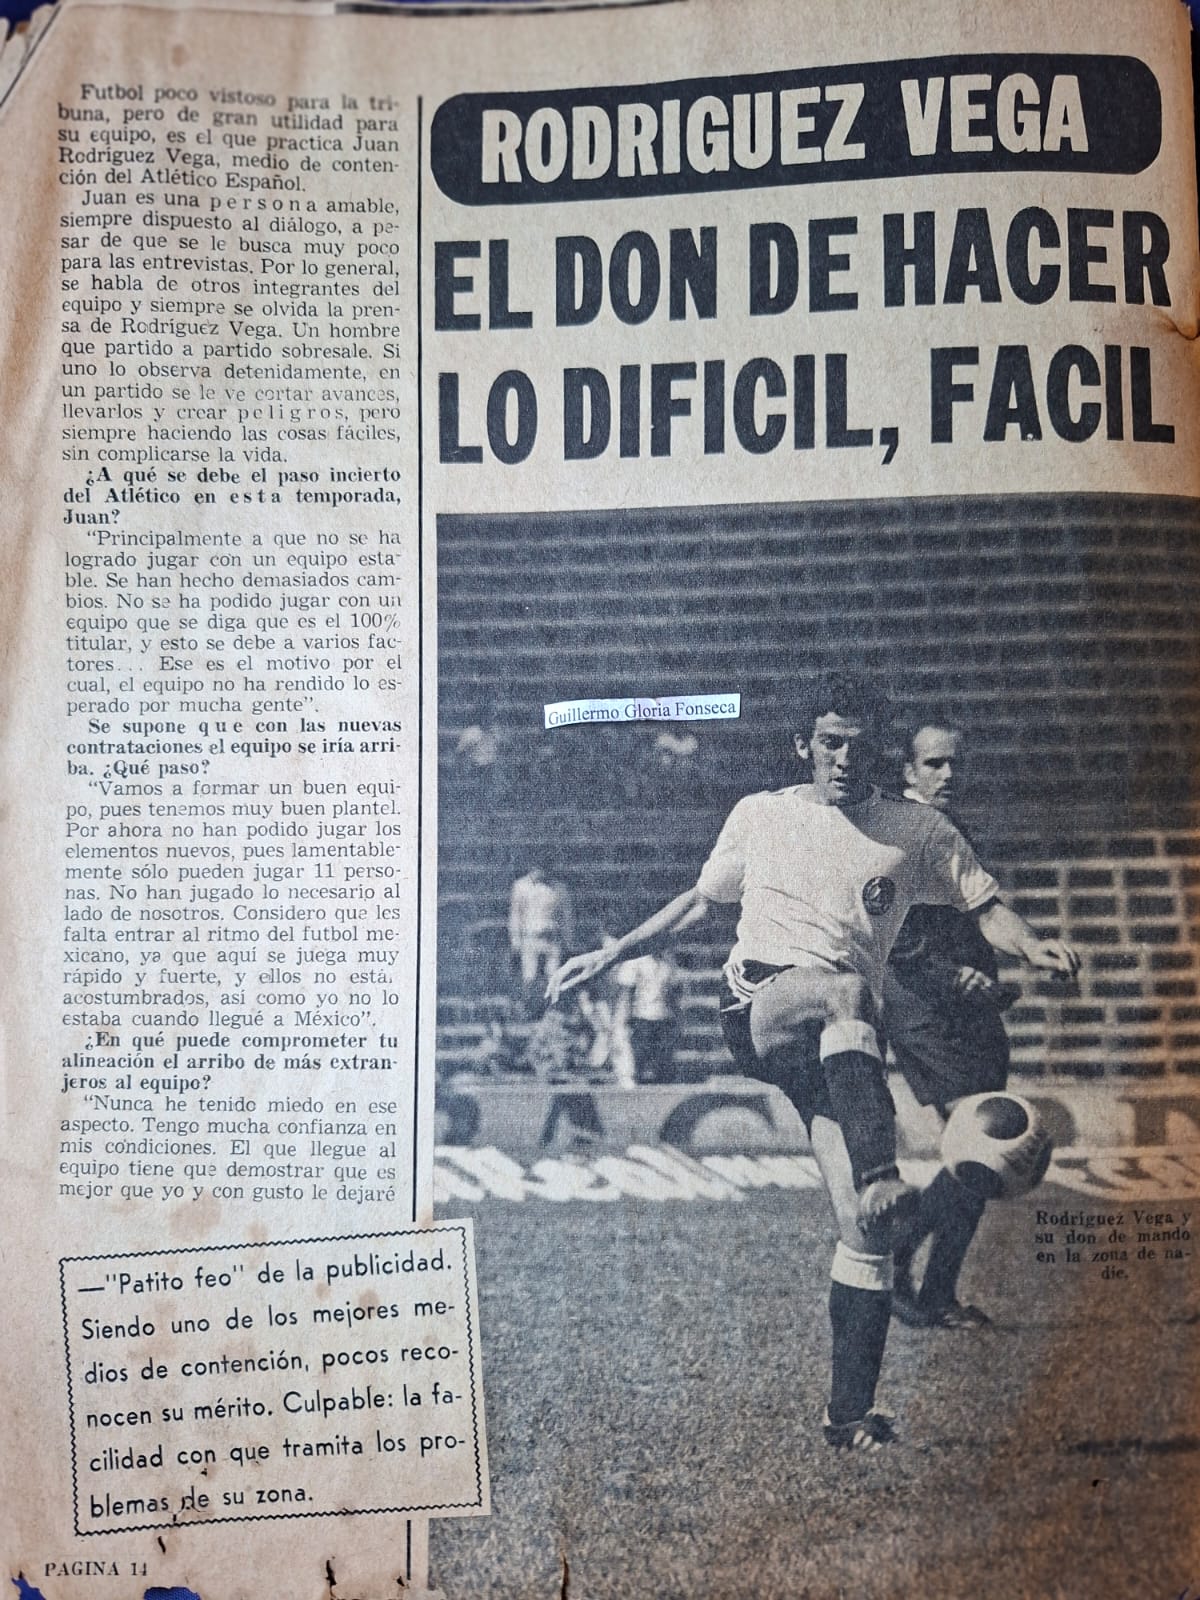 Futbol poco vistoso para la tri-
buna, pero de gran utilidad para
su equipo, es el que practica Juan
Rodríguez Vega, medio de conten-
ción del Atlético Español.
Juan es una persona amable,
siempre dispuesto al diálogo, a pe-
sar de que se le busca muy poco
para las entrevistas. Por lo general,
se habla de otros integrantes del
equipo y siempre se olvida la pren-
sa de Rodríguez Vega. Un hombre
que partido a partido sobresale. Si
uno lo observa detenidamente, en
un partido se le ve cortar avances,
llevarlos y crear peligros, pero
siempre haciendo las cosas fáciles,
sin complicarse la vida.
¿A qué se debe el paso incierto
del Atlético en esta temporada,
Juan?
"Principalmente a que no se ha
logrado jugar con un equipo esta-
ble. Se han hecho demasiados cam-
bios. No se ha podido jugar con un
equipo que se diga que es el 100%
titular, y esto se debe a varios fac-
tores... Ese es el motivo por el
cual, el equipo no ha rendido lo es-
perado por mucha gente".
Se supone que con las nuevas
contrataciones el equipo se iría arri-
ba. ¿Qué paso?
"Vamos a formar un buen equi-
po, pues tenemos muy buen plantel.
Por ahora no han podido jugar los
elementos nuevos, pues lamentable-
mente sólo pueden jugar 11 perso-
nas. No han jugado lo necesario al
lado de nosotros. Considero que les
falta entrar al ritmo del futbol me-
xicano, ya que aquí se juega muy
rápido y fuerte, y ellos no están
acostumbrados, así como yo no lo
estaba cuando llegué a México".
¿En qué puede comprometer tu
alineación el arribo de más extran-
jeros al equipo?
"Nunca he tenido miedo en ese
aspecto. Tengo mucha confianza en
mis condiciones. El que llegue al
equipo tiene que demostrar que es
mejor que yo y con gusto le dejaré
—"Patito feo" de la publicidad.
Siendo uno de los mejores me-
dios de contención, pocos reco-
nocen su mérito. Culpable: la fa-
cilidad con que tramita los pro-
blemas de su zona.
PAGINA 14
RODRIGUEZ VEGA
EL DON DE HACER
LO DIFICIL, FACIL
Guillermo Gloria Fonseca
Rodríguez Vega y
su don de mando
en la zona de na-
die.